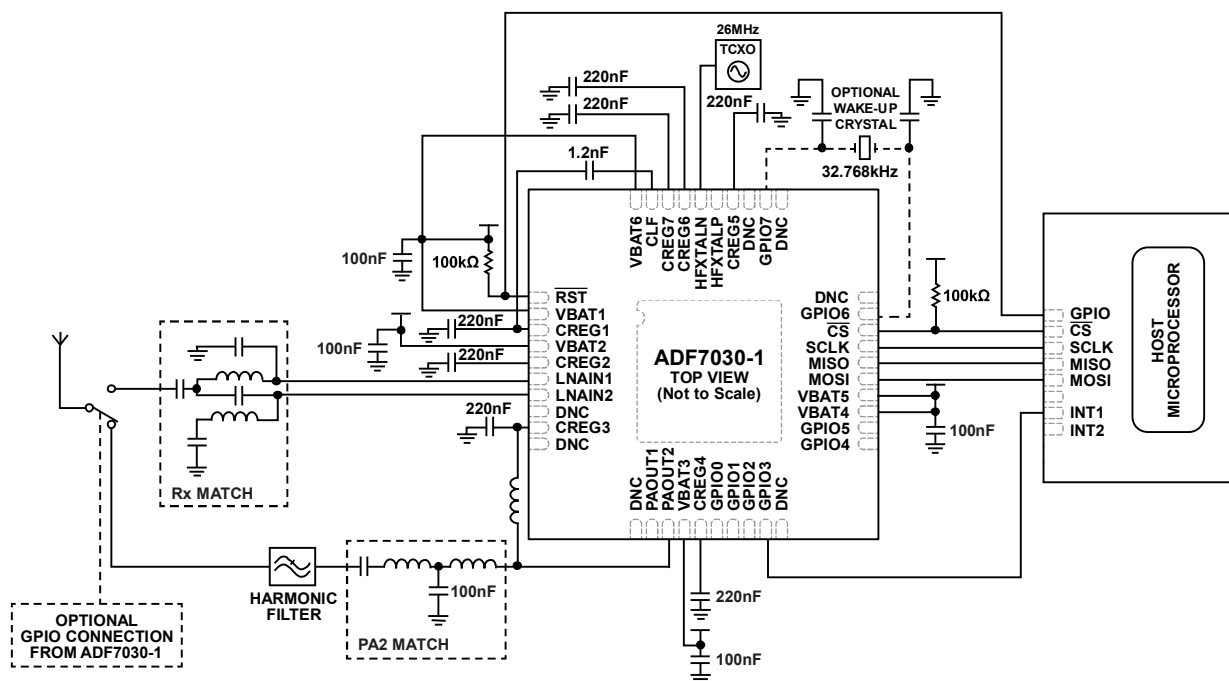 26MHz
TCXO
220nF
220nF
220nF
OPTIONAL
WAKE-UP
CRYSTAL
32.768kHz
1.2nF
VBAT6
CLF
CREG7
CREG6
HFXTALN
HFXTALP
CREG5
DNC
GPIO7
DNC
100nF
100kΩ
RST
VBAT1
CREG1
VBAT2
CREG2
LNAIN1
LNAIN2
DNC
CREG3
DNC
220nF
100nF
220nF
220nF
ADF7030-1
TOP VIEW
(Not to Scale)
DNC
GPIO6
CS
SCLK
MISO
MOSI
VBAT5
VBAT4
GPIO5
GPIO4
100kΩ
100nF
GPIO
CS
SCLK
MISO
MOSI
INT1
INT2
HOST
MICROPROCESSOR
Rx MATCH
DNC
PAOUT1
PAOUT2
VBAT3
CREG4
GPIO0
GPIO1
GPIO2
GPIO3
DNC
HARMONIC
FILTER
100nF
PA2 MATCH
220nF
100nF
OPTIONAL
GPIO CONNECTION
FROM ADF7030-1